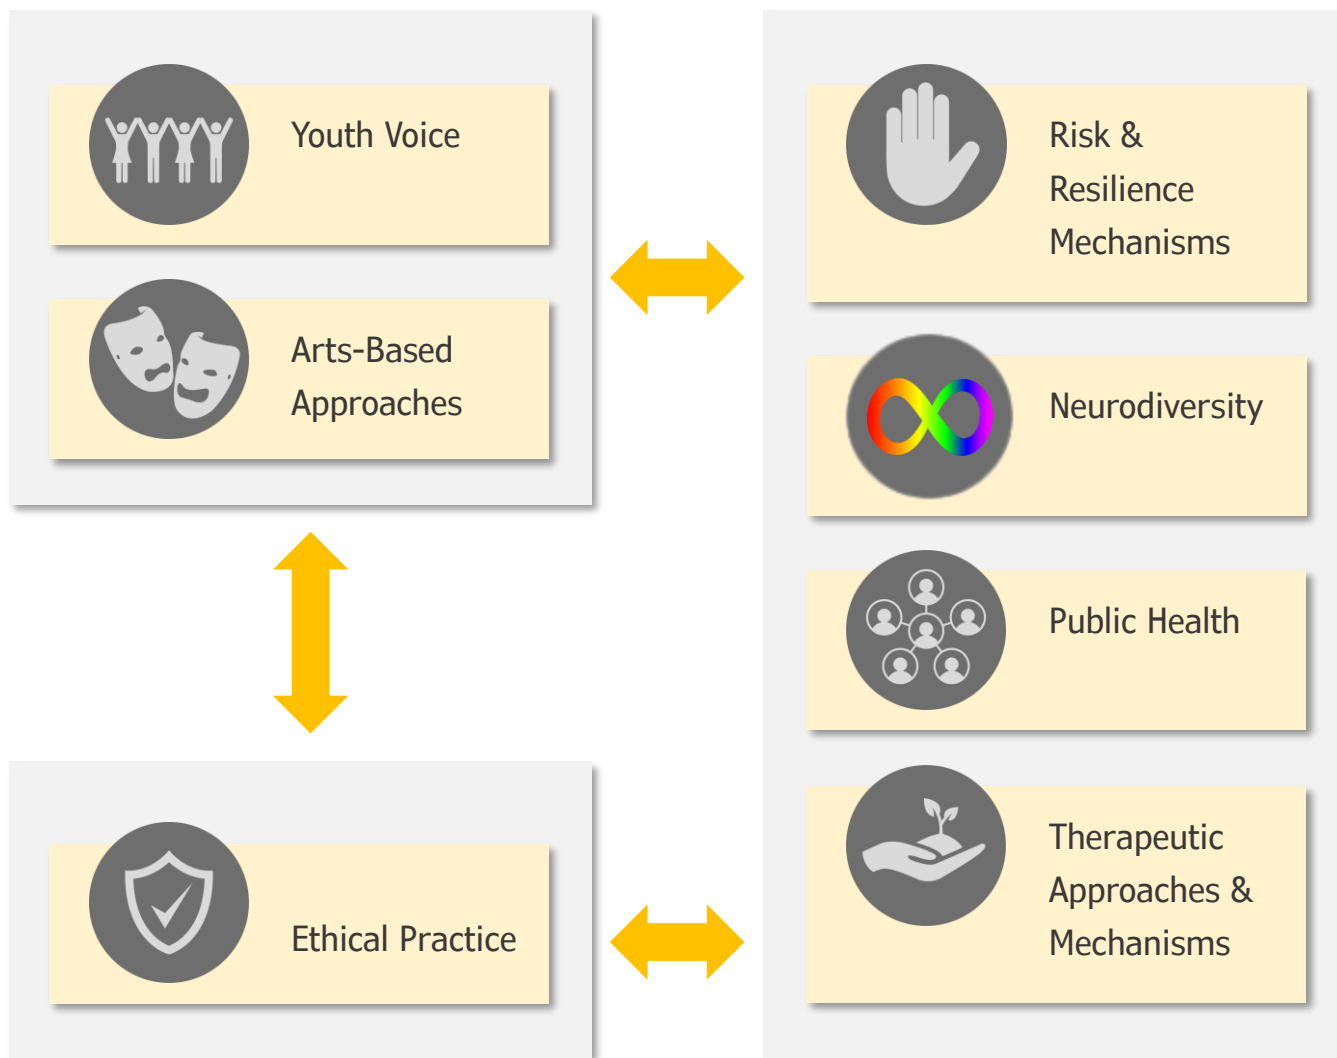 Youth Voice
Arts-Based
Approaches
Ethical Practice
Risk &
Resilience
Mechanisms
Neurodiversity
Public Health
Therapeutic
Approaches &
Mechanisms